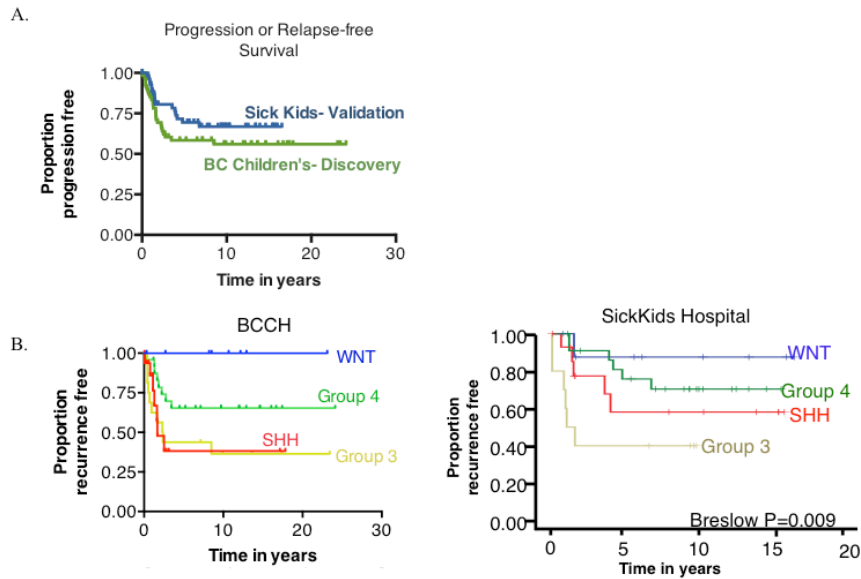 A.
Progression or Relapse-free
Survival
Proportion
progression free
1.00
0.75
0.50
0.25
0.00
Sick Kids- Validation
BC Children's- Discovery
0 10 20 30
Time in years
B.
BCCH
Proportion
recurrence free
1.00
0.75
0.50
0.25
0.00
WNT
Group 4
SHH
Group 3
0 10 20 30
Time in years
SickKids Hospital
Proportion
recurrence free
1.00
0.80
0.60
0.40
0.20
0.00
WNT
Group 4
SHH
Group 3
Breslow P=0.009
0 5 10 15 20
Time in years